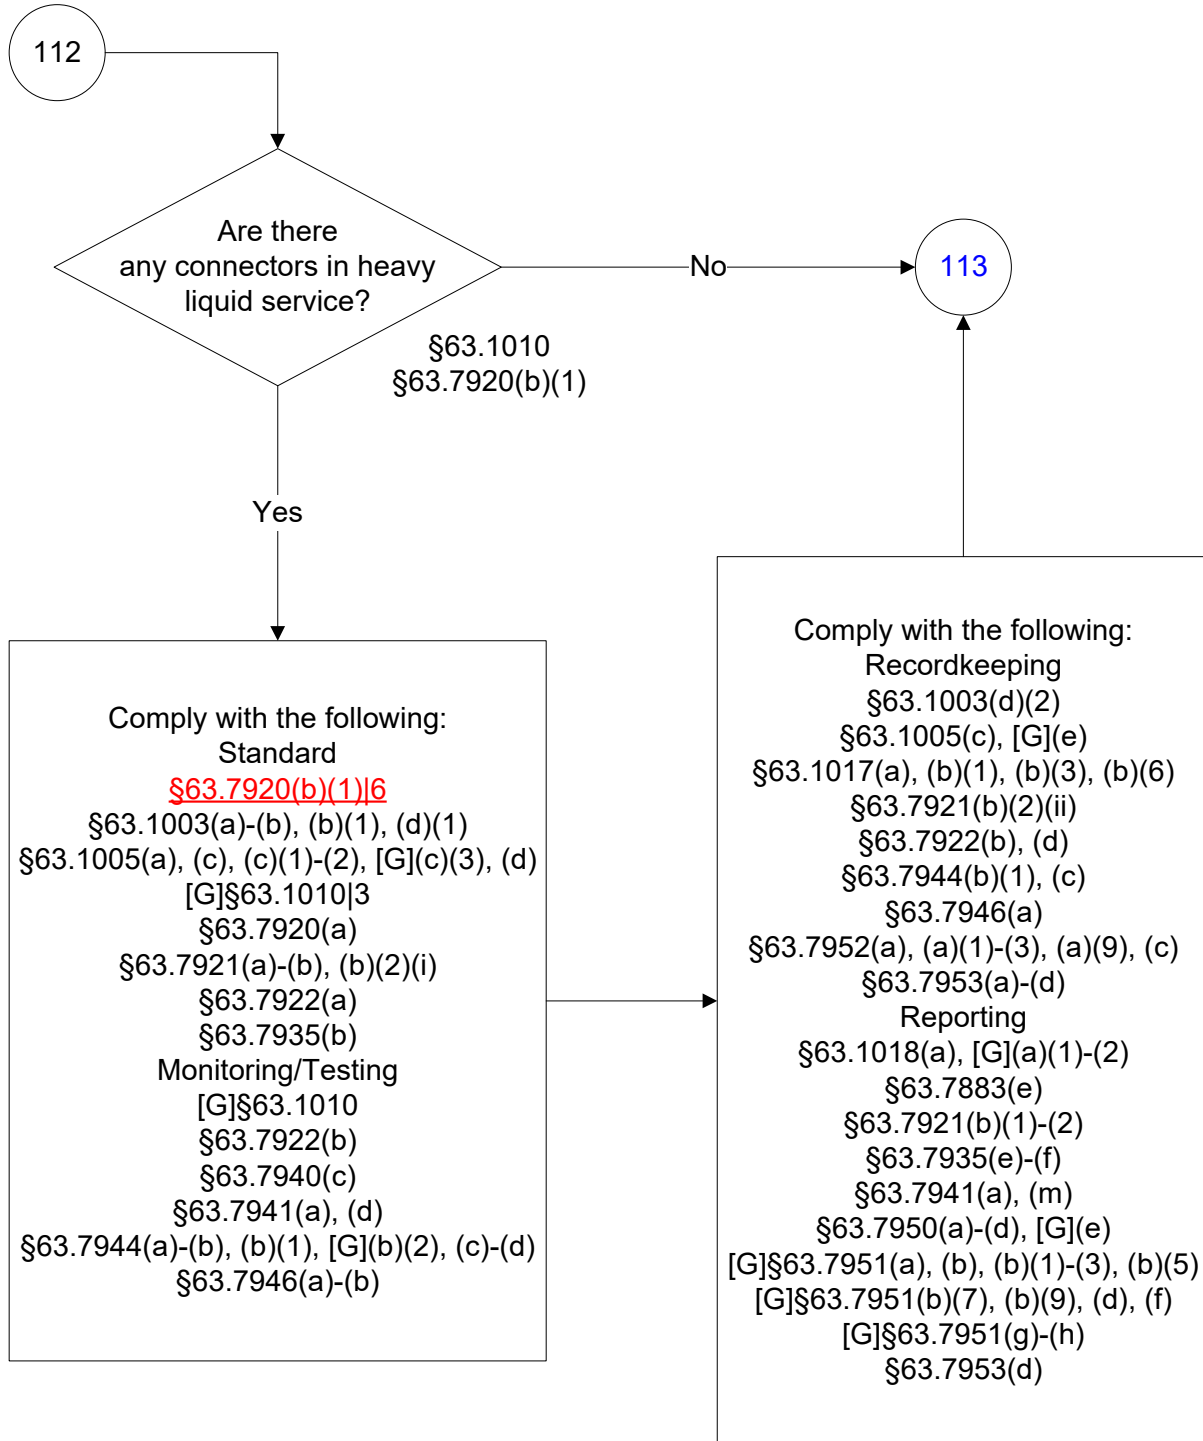 112
Are there
any connectors in heavy
liquid service?
No
113
§63.1010
§63.7920(b)(1)
Yes
Comply with the following:
Standard
§63.7920(b)(1)|6
§63.1003(a)-(b), (b)(1), (d)(1)
§63.1005(a), (c), (c)(1)-(2), [G](c)(3), (d)
[G]§63.1010|3
§63.7920(a)
§63.7921(a)-(b), (b)(2)(i)
§63.7922(a)
§63.7935(b)
Monitoring/Testing
[G]§63.1010
§63.7922(b)
§63.7940(c)
§63.7941(a), (d)
§63.7944(a)-(b), (b)(1), [G](b)(2), (c)-(d)
§63.7946(a)-(b)
Comply with the following:
Recordkeeping
§63.1003(d)(2)
§63.1005(c), [G](e)
§63.1017(a), (b)(1), (b)(3), (b)(6)
§63.7921(b)(2)(ii)
§63.7922(b), (d)
§63.7944(b)(1), (c)
§63.7946(a)
§63.7952(a), (a)(1)-(3), (a)(9), (c)
§63.7953(a)-(d)
Reporting
§63.1018(a), [G](a)(1)-(2)
§63.7883(e)
§63.7921(b)(1)-(2)
§63.7935(e)-(f)
§63.7941(a), (m)
§63.7950(a)-(d), [G](e)
[G]§63.7951(a), (b), (b)(1)-(3), (b)(5)
[G]§63.7951(b)(7), (b)(9), (d), (f)
[G]§63.7951(g)-(h)
§63.7953(d)